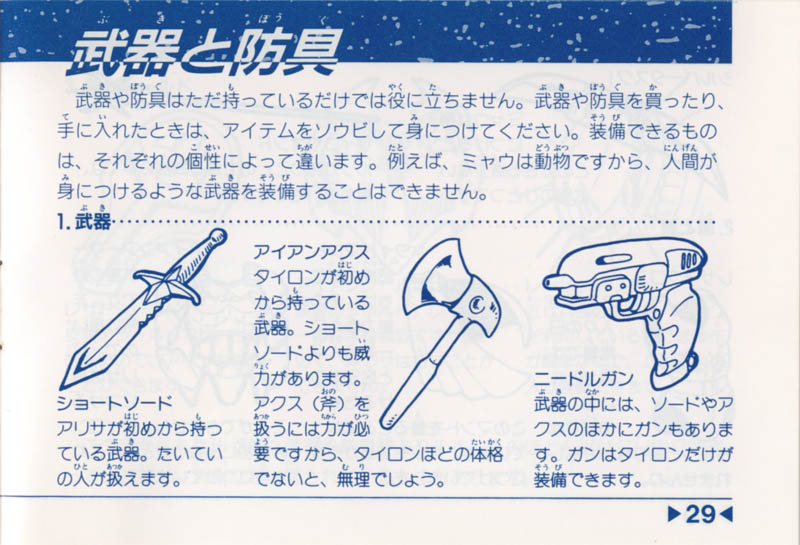 武器と防具
武器や防具はただ持っているだけでは役に立ちません。武器や防具を買ったり、
手に入れたときは、アイテムをソウビして身につけてください。装備できるもの
は、それぞれの個性によって違います。例えば、ミャウは動物ですから、人間が
身につけるような武器を装備することはできません。
1. 武器
ショートソード
アリサが初めから持っ
ている武器。たいてい
の人が扱えます。
アイアンアクス
タイロンが初め
から持っている
武器。ショート
ソードよりも威
力があります。
アクス（斧）を
扱うには力が必
要ですから、タイロンほどの体格
でないと、無理でしょう。
ニードルガン
武器の中には、ソードやア
クスのほかにガンもありま
す。ガンはタイロンだけが
装備できます。
▶29◀